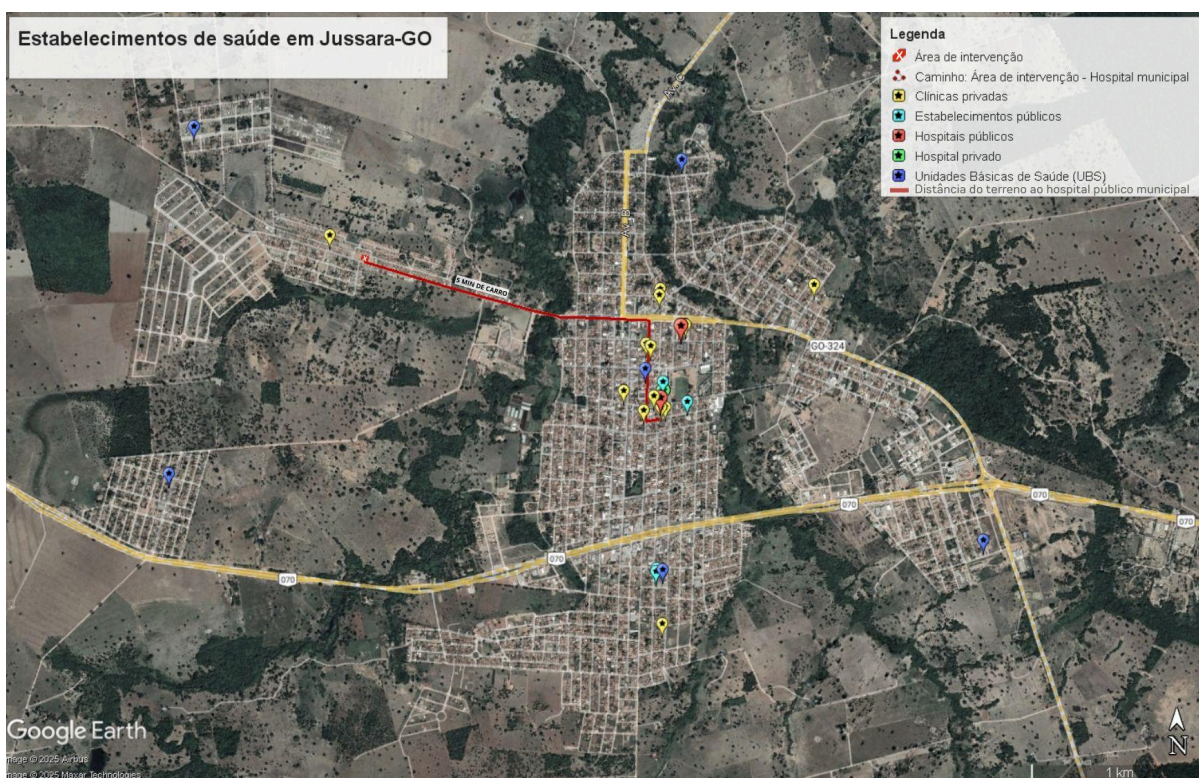 Estabelecimentos de saúde em Jussara-GO
Legenda
Área de intervenção
Caminho: Área de intervenção - Hospital municipal
Clínicas privadas
Estabelecimentos públicos
Hospitais públicos
Hospital privado
Unidades Básicas de Saúde (UBS)
Distância do terreno ao hospital público municipal
Av. C
Av. B
5 MIN DE CARRO
GO-324
070
070
070
070
070
Google Earth
Image © 2025 Airbus
Image © 2025 Maxar Technologies
N
1 km